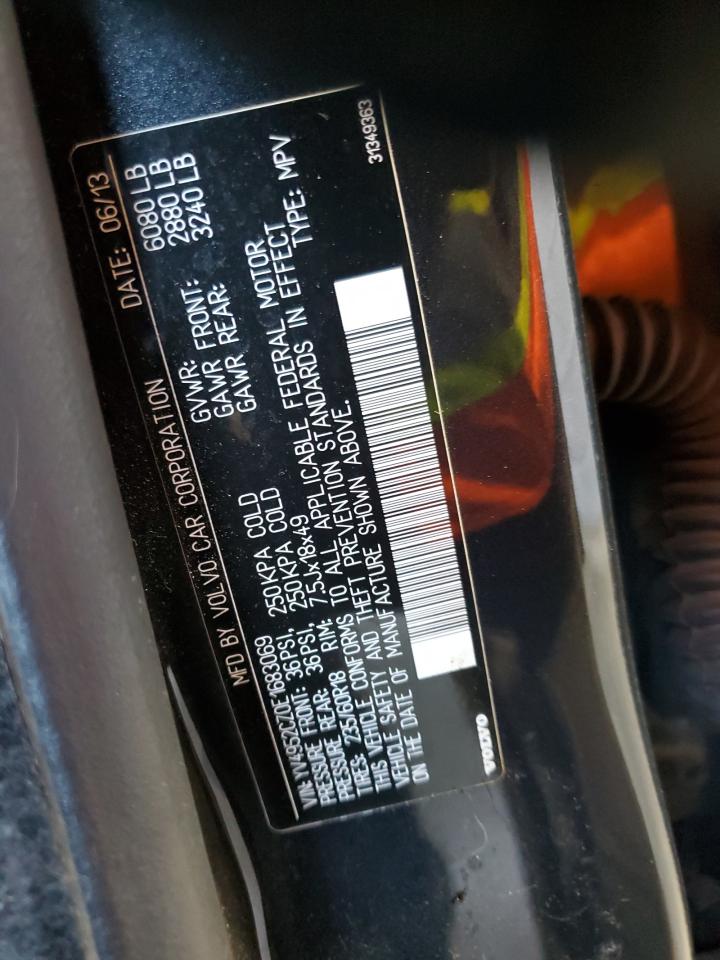 MFD BY VOLVO CAR CORPORATION DATE: 06/13
VIN: YV4952CZ0E1683069 GVWR: 6080 LB
PRESSURE FRONT: 36PSI, 250KPA COLD GAWR FRONT: 2880 LB
PRESSURE REAR: 36PSI, 250KPA COLD GAWR REAR: 3240 LB
TIRES: 235/60R18 RIM: 7.5Jx18x49
THIS VEHICLE CONFORMS TO ALL APPLICABLE FEDERAL MOTOR
VEHICLE SAFETY AND THEFT PREVENTION STANDARDS IN EFFECT
ON THE DATE OF MANUFACTURE SHOWN ABOVE. TYPE: MPV
VOLVO 31349363